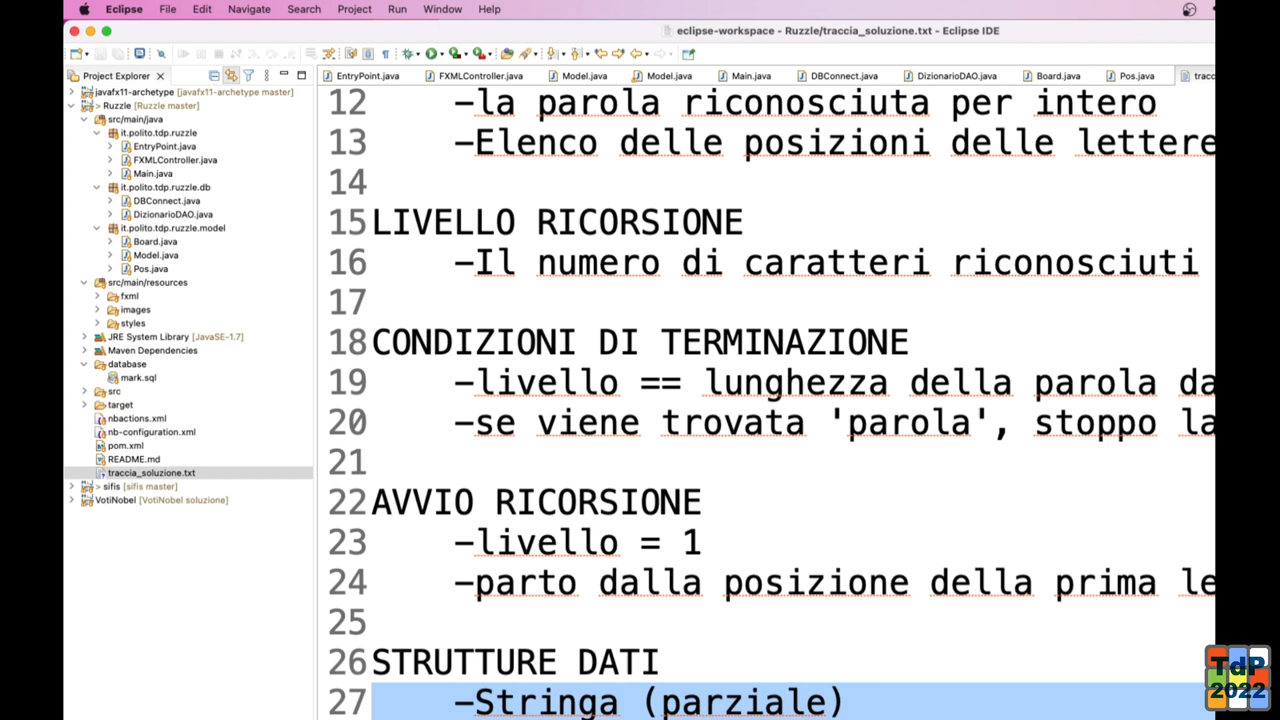 Eclipse File Edit Navigate Search Project Run Window Help
eclipse-workspace - Ruzzle/traccia_soluzione.txt - Eclipse IDE
Project Explorer
EntryPoint.java FXMLController.java Model.java Model.java Main.java DBConnect.java DizionarioDAO.java Board.java Pos.java tracc
javafx11-archetype [javafx11-archetype master]
> Ruzzle [Ruzzle master]
src/main/java
it.polito.tdp.ruzzle
EntryPoint.java
FXMLController.java
Main.java
it.polito.tdp.ruzzle.db
DBConnect.java
DizionarioDAO.java
it.polito.tdp.ruzzle.model
Board.java
Model.java
Pos.java
src/main/resources
fxml
images
styles
JRE System Library [JavaSE-1.7]
Maven Dependencies
database
mark.sql
src
target
nbactions.xml
nb-configuration.xml
pom.xml
README.md
traccia_soluzione.txt
> sifis [sifis master]
VotiNobel [VotiNobel soluzione]
12 -la parola riconosciuta per intero
13 -Elenco delle posizioni delle lettere
14
15 LIVELLO RICORSIONE
16 -Il numero di caratteri riconosciuti
17
18 CONDIZIONI DI TERMINAZIONE
19 -livello == lunghezza della parola da
20 -se viene trovata 'parola', stoppo la
21
22 AVVIO RICORSIONE
23 -livello = 1
24 -parto dalla posizione della prima le
25
26 STRUTTURE DATI
27 -Stringa (parziale)
TdP
2022